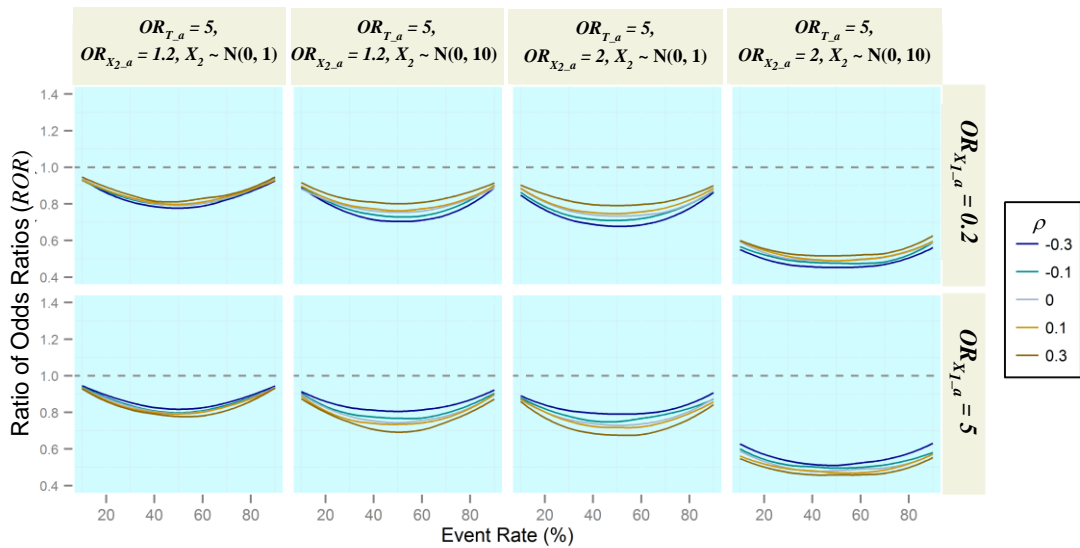 OR_T_a = 5,
OR_X2_a = 1.2, X2 ~ N(0, 1)
OR_T_a = 5,
OR_X2_a = 1.2, X2 ~ N(0, 10)
OR_T_a = 5,
OR_X2_a = 2, X2 ~ N(0, 1)
OR_T_a = 5,
OR_X2_a = 2, X2 ~ N(0, 10)
Ratio of Odds Ratios (ROR)
1.4
1.2
1.0
0.8
0.6
0.4
OR_X1_a = 0.2
1.4
1.2
1.0
0.8
0.6
0.4
OR_X1_a = 5
20 40 60 80
20 40 60 80
20 40 60 80
20 40 60 80
Event Rate (%)
ρ
-0.3
-0.1
0
0.1
0.3